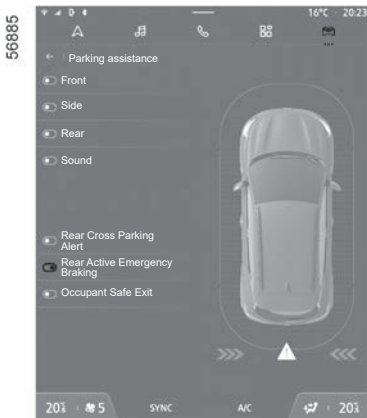 56885
16°C 20:23
Parking assistance
Front
Side
Rear
Sound
Rear Cross Parking
Alert
Rear Active Emergency
Braking
Occupant Safe Exit
5
SYNC
A/C